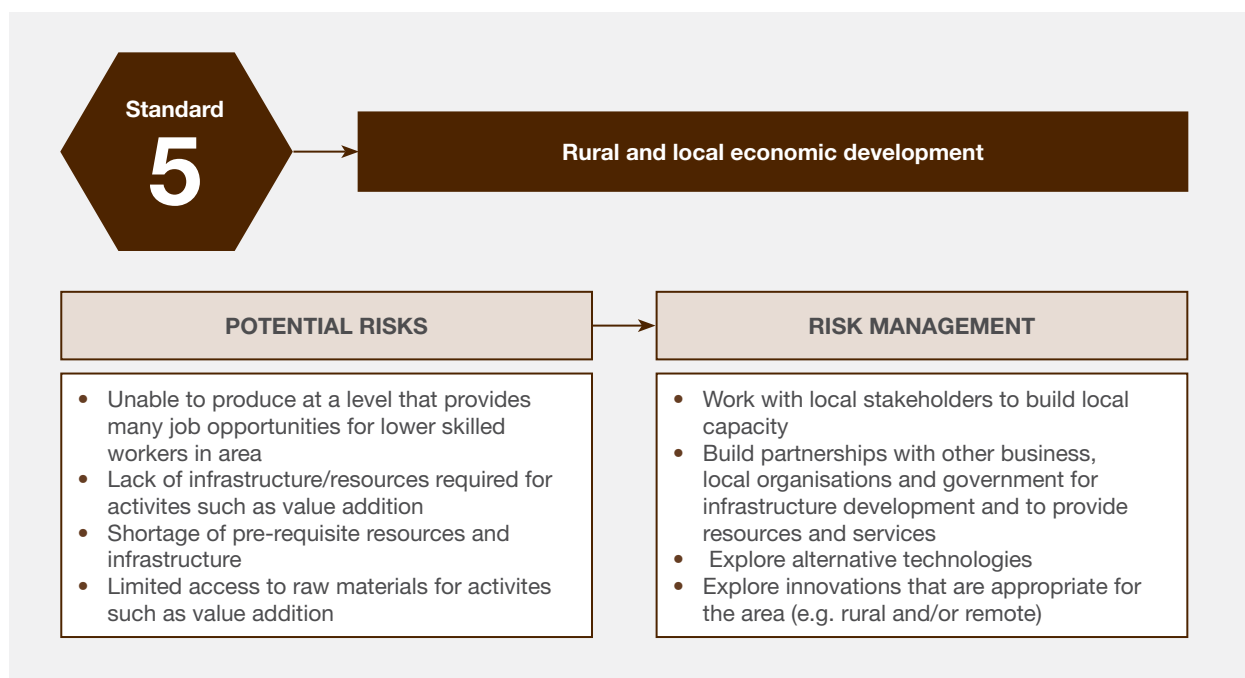 Standard
5
Rural and local economic development
POTENTIAL RISKS
RISK MANAGEMENT
• Unable to produce at a level that provides
many job opportunities for lower skilled
workers in area
• Lack of infrastructure/resources required for
activites such as value addition
• Shortage of pre-requisite resources and
infrastructure
• Limited access to raw materials for activites
such as value addition
• Work with local stakeholders to build local
capacity
• Build partnerships with other business,
local organisations and government for
infrastructure development and to provide
resources and services
• Explore alternative technologies
• Explore innovations that are appropriate for
the area (e.g. rural and/or remote)